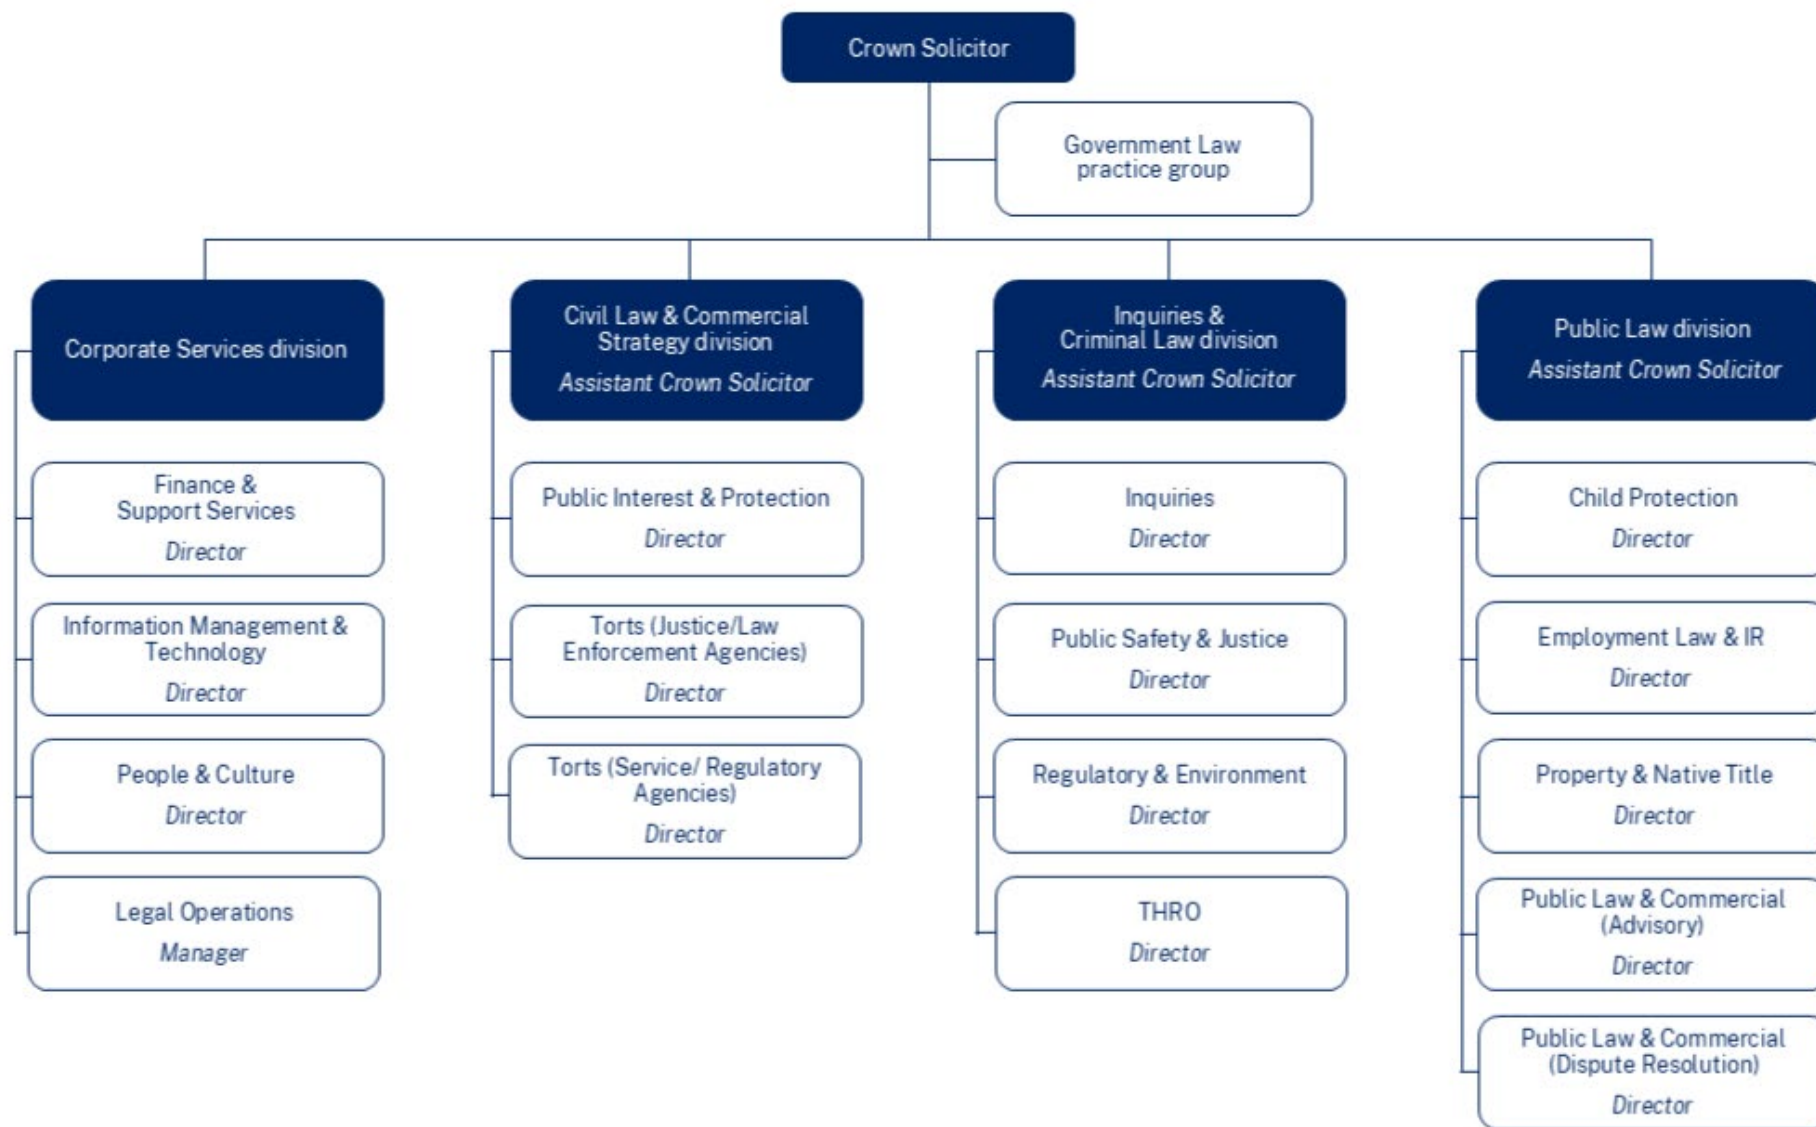 Crown Solicitor
Government Law
practice group
Corporate Services division
Finance &
Support Services
Director
Information Management &
Technology
Director
People & Culture
Director
Legal Operations
Manager
Civil Law & Commercial
Strategy division
Assistant Crown Solicitor
Public Interest & Protection
Director
Torts (Justice/Law
Enforcement Agencies)
Director
Torts (Service/ Regulatory
Agencies)
Director
Inquiries &
Criminal Law division
Assistant Crown Solicitor
Inquiries
Director
Public Safety & Justice
Director
Regulatory & Environment
Director
THRO
Director
Public Law division
Assistant Crown Solicitor
Child Protection
Director
Employment Law & IR
Director
Property & Native Title
Director
Public Law & Commercial
(Advisory)
Director
Public Law & Commercial
(Dispute Resolution)
Director